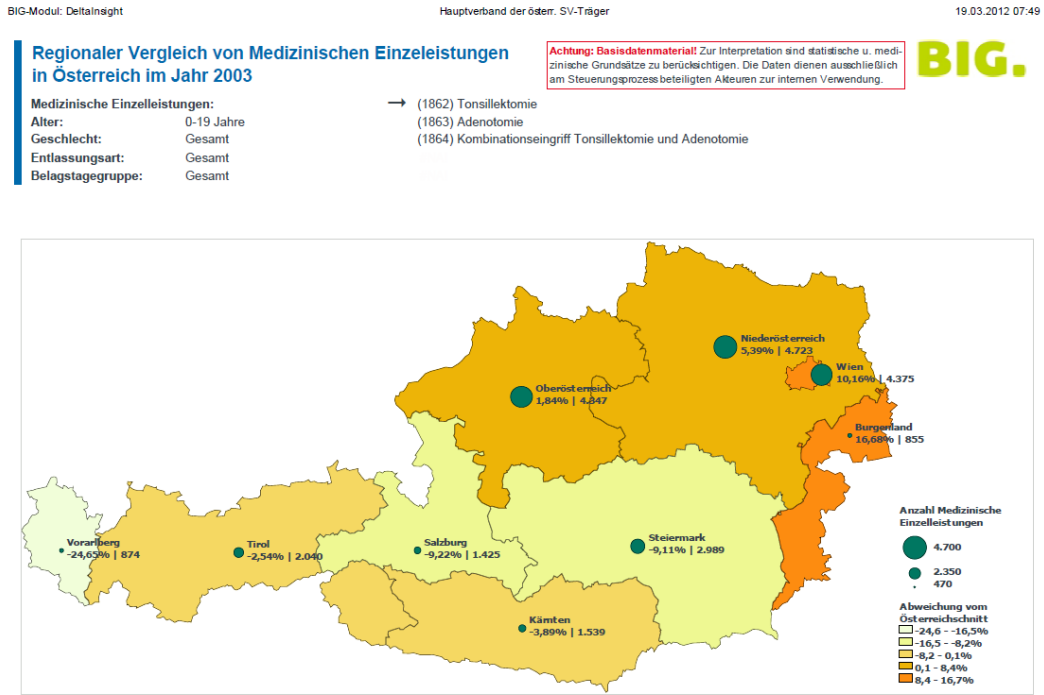 BIG-Modul: DeltaInsight
Hauptverband der österr. SV-Träger
19.03.2012 07:49
Regionaler Vergleich von Medizinischen Einzeleistungen
in Österreich im Jahr 2003
Achtung: Basisdatenmaterial! Zur Interpretation sind statistische u. medi-
zinische Grundsätze zu berücksichtigen. Die Daten dienen ausschließlich
am Steuerungsprozess beteiligten Akteuren zur internen Verwendung.
BIG.
Medizinische Einzelleistungen:
→ (1862) Tonsillektomie
Alter: 0-19 Jahre
(1863) Adenotomie
Geschlecht: Gesamt
(1864) Kombinationseingriff Tonsillektomie und Adenotomie
Entlassungsart: Gesamt
Belagstagegruppe: Gesamt
Niederösterreich
5,39% | 4.723
Wien
10,16% | 4.375
Oberösterreich
1,84% | 4.347
Burgenland
16,68% | 855
Vorarlberg
-24,65% | 874
Tirol
-2,54% | 2.040
Salzburg
-9,22% | 1.425
Steiermark
-9,11% | 2.989
Kärnten
-3,89% | 1.539
Anzahl Medizinische
Einzelleistungen
4.700
2.350
470
Abweichung vom
Österreichschnitt
-24,6 - -16,5%
-16,5 - -8,2%
-8,2 - 0,1%
0,1 - 8,4%
8,4 - 16,7%